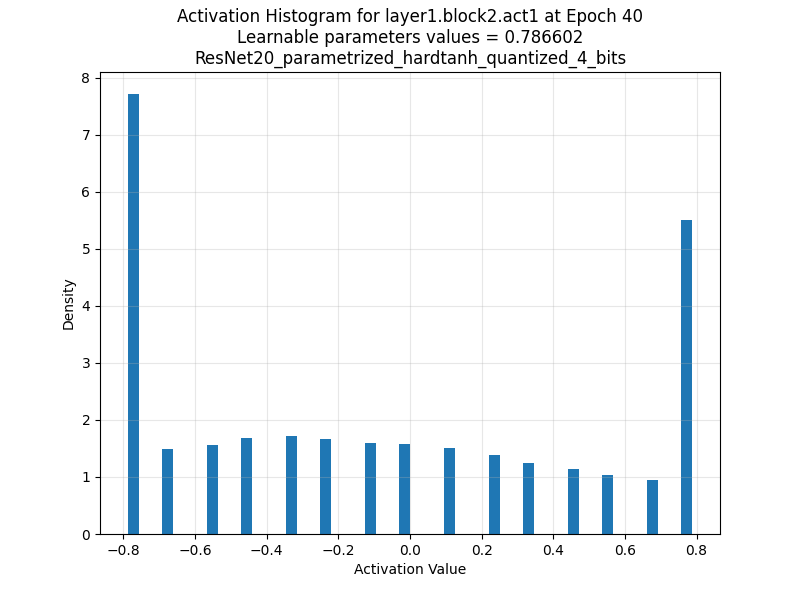 Activation Histogram for layer1.block2.act1 at Epoch 40
Learnable parameters values = 0.786602
ResNet20_parametrized_hardtanh_quantized_4_bits
8
7
6
5
4
3
2
1
0
Density
−0.8 −0.6 −0.4 −0.2 0.0 0.2 0.4 0.6 0.8
Activation Value